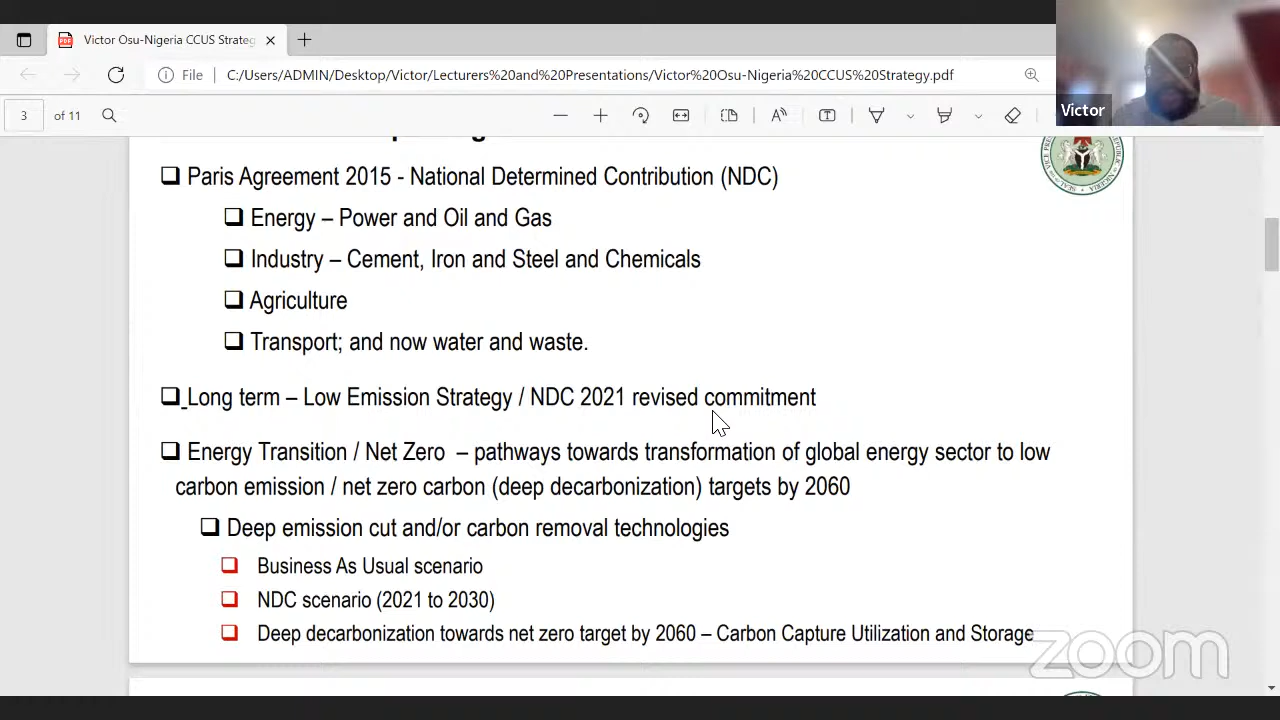 Victor Osu-Nigeria CCUS Strateg
File
C:/Users/ADMIN/Desktop/Victor/Lecturers%20and%20Presentations/Victor%20Osu-Nigeria%20CCUS%20Strategy.pdf
Victor
3 of 11
Paris Agreement 2015 - National Determined Contribution (NDC)
Energy – Power and Oil and Gas
Industry – Cement, Iron and Steel and Chemicals
Agriculture
Transport; and now water and waste.
Long term – Low Emission Strategy / NDC 2021 revised commitment
Energy Transition / Net Zero – pathways towards transformation of global energy sector to low
carbon emission / net zero carbon (deep decarbonization) targets by 2060
Deep emission cut and/or carbon removal technologies
Business As Usual scenario
NDC scenario (2021 to 2030)
Deep decarbonization towards net zero target by 2060 – Carbon Capture Utilization and Storage
zoom